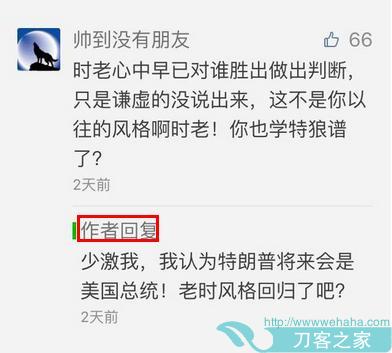 帅到没有朋友
66
时老心中早已对谁胜出做出判断，
只是谦虚的没说出来，这不是你以
往的风格啊时老！你也学特狼谱
了？
2天前
作者回复
少激我，我认为特朗普将来会是
美国总统！老时风格回归了吧？
2天前
http://www.wehaha.com
刀客之家